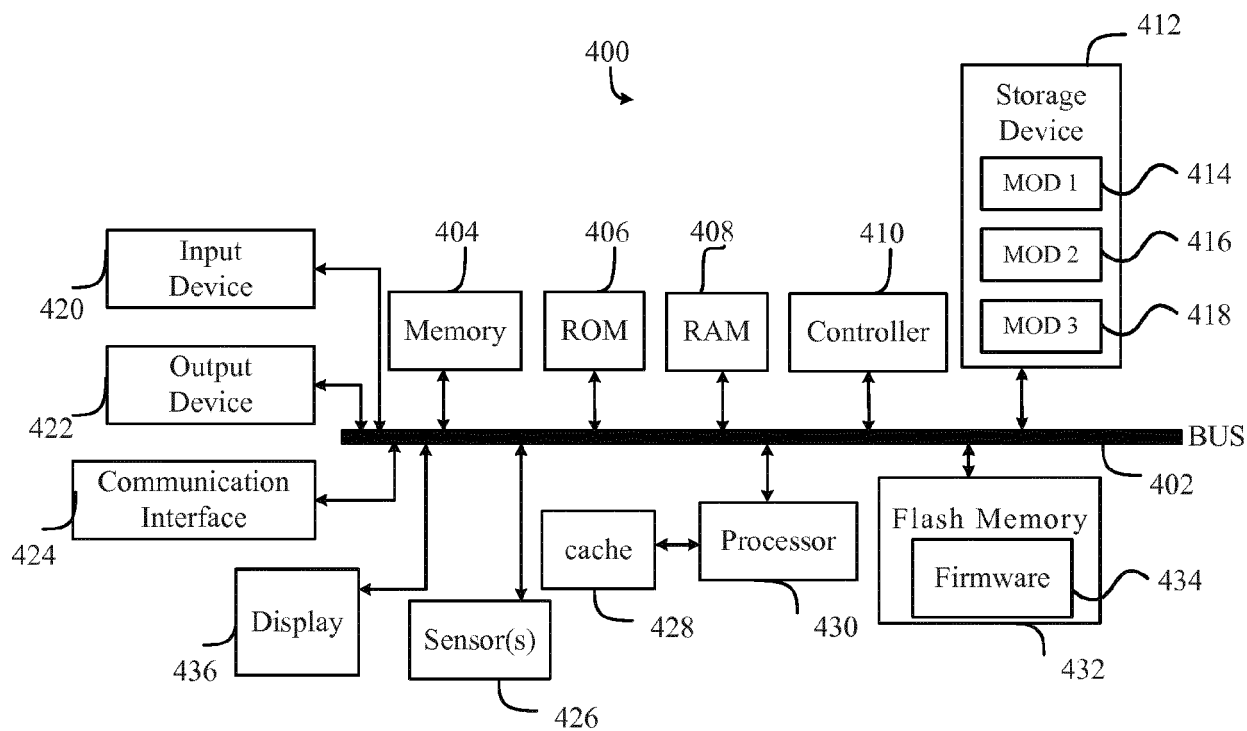 400
412
Storage
Device
MOD 1
414
MOD 2
416
MOD 3
418
404
406
408
410
Input
Device
420
Memory
ROM
RAM
Controller
Output
Device
422
BUS
402
Communication
Interface
424
cache
428
Processor
430
Flash Memory
Firmware
434
432
Display
436
Sensor(s)
426